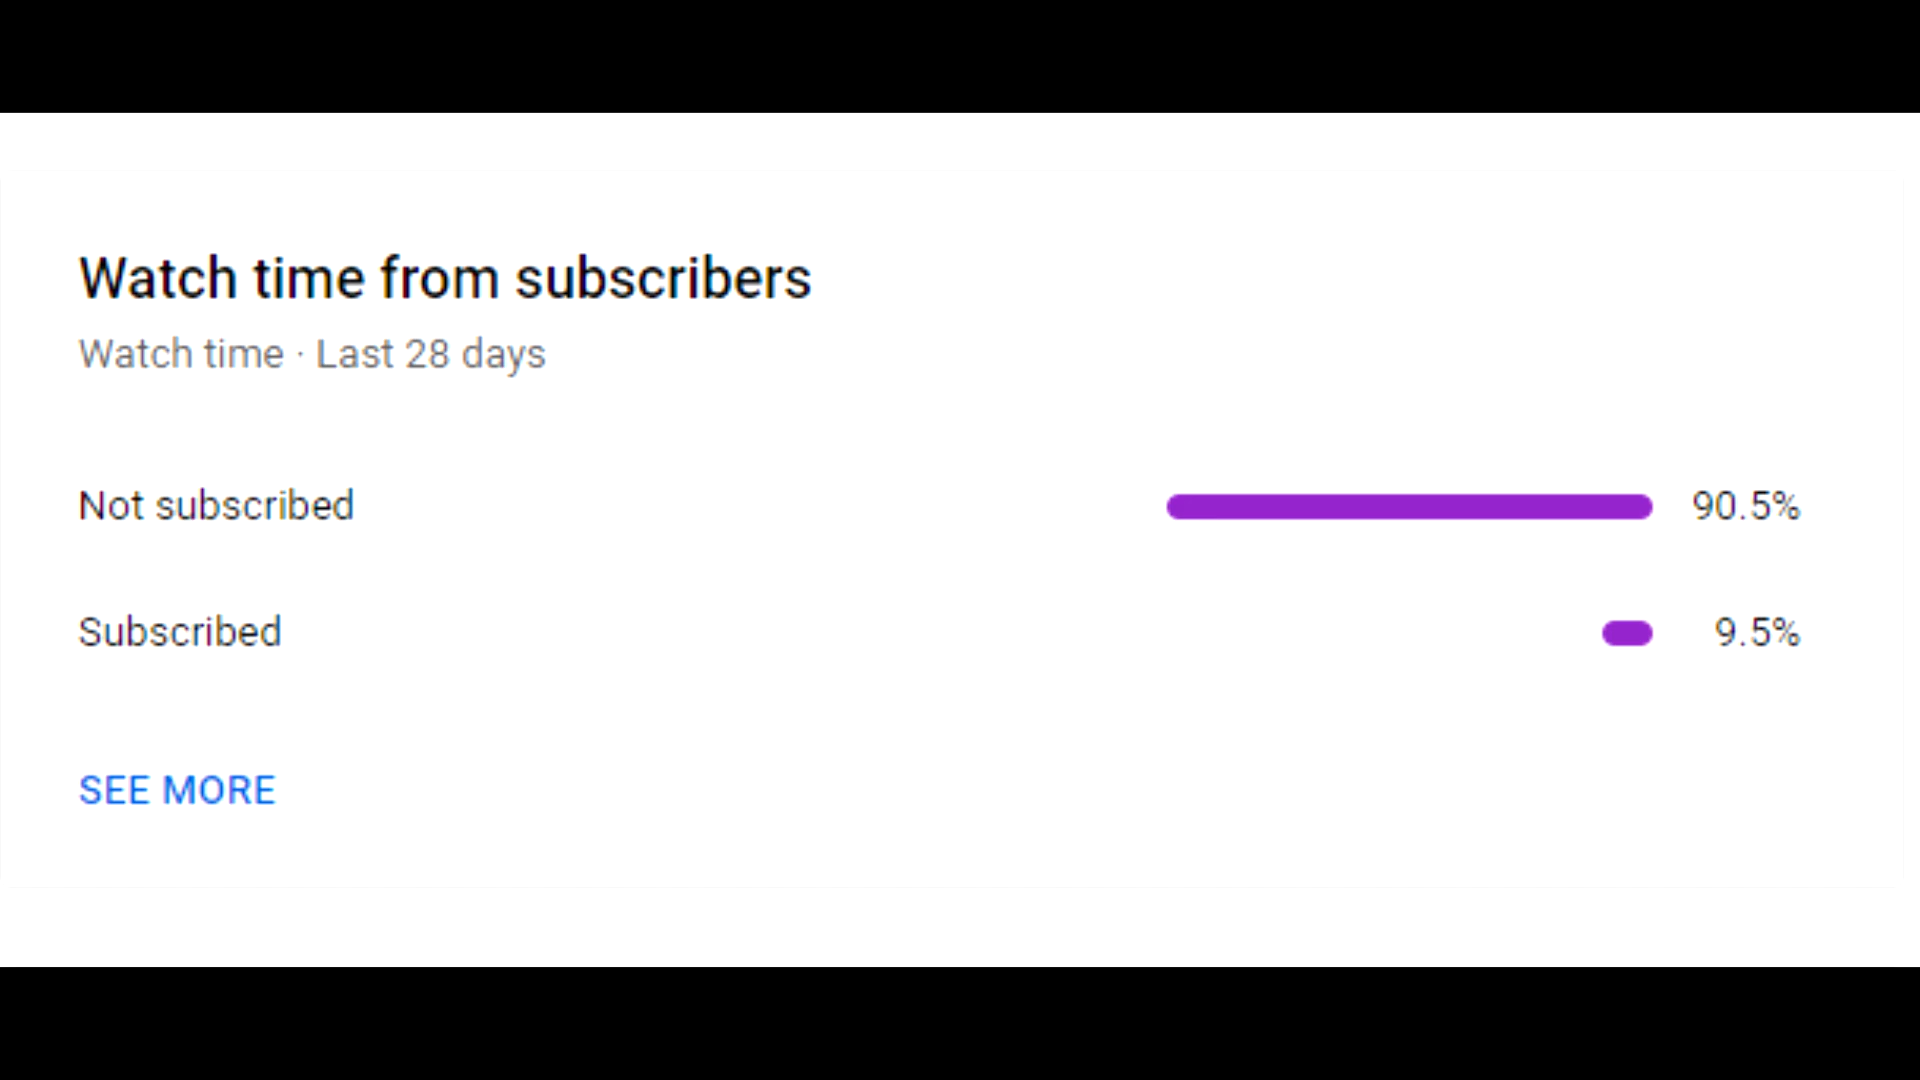 Watch time from subscribers
Watch time · Last 28 days
Not subscribed 90.5%
Subscribed 9.5%
SEE MORE